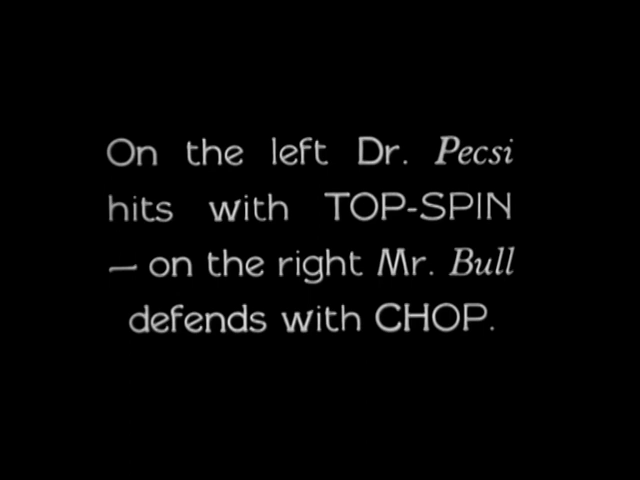 On the left Dr. Pecsi
hits with TOP-SPIN
— on the right Mr. Bull
defends with CHOP.